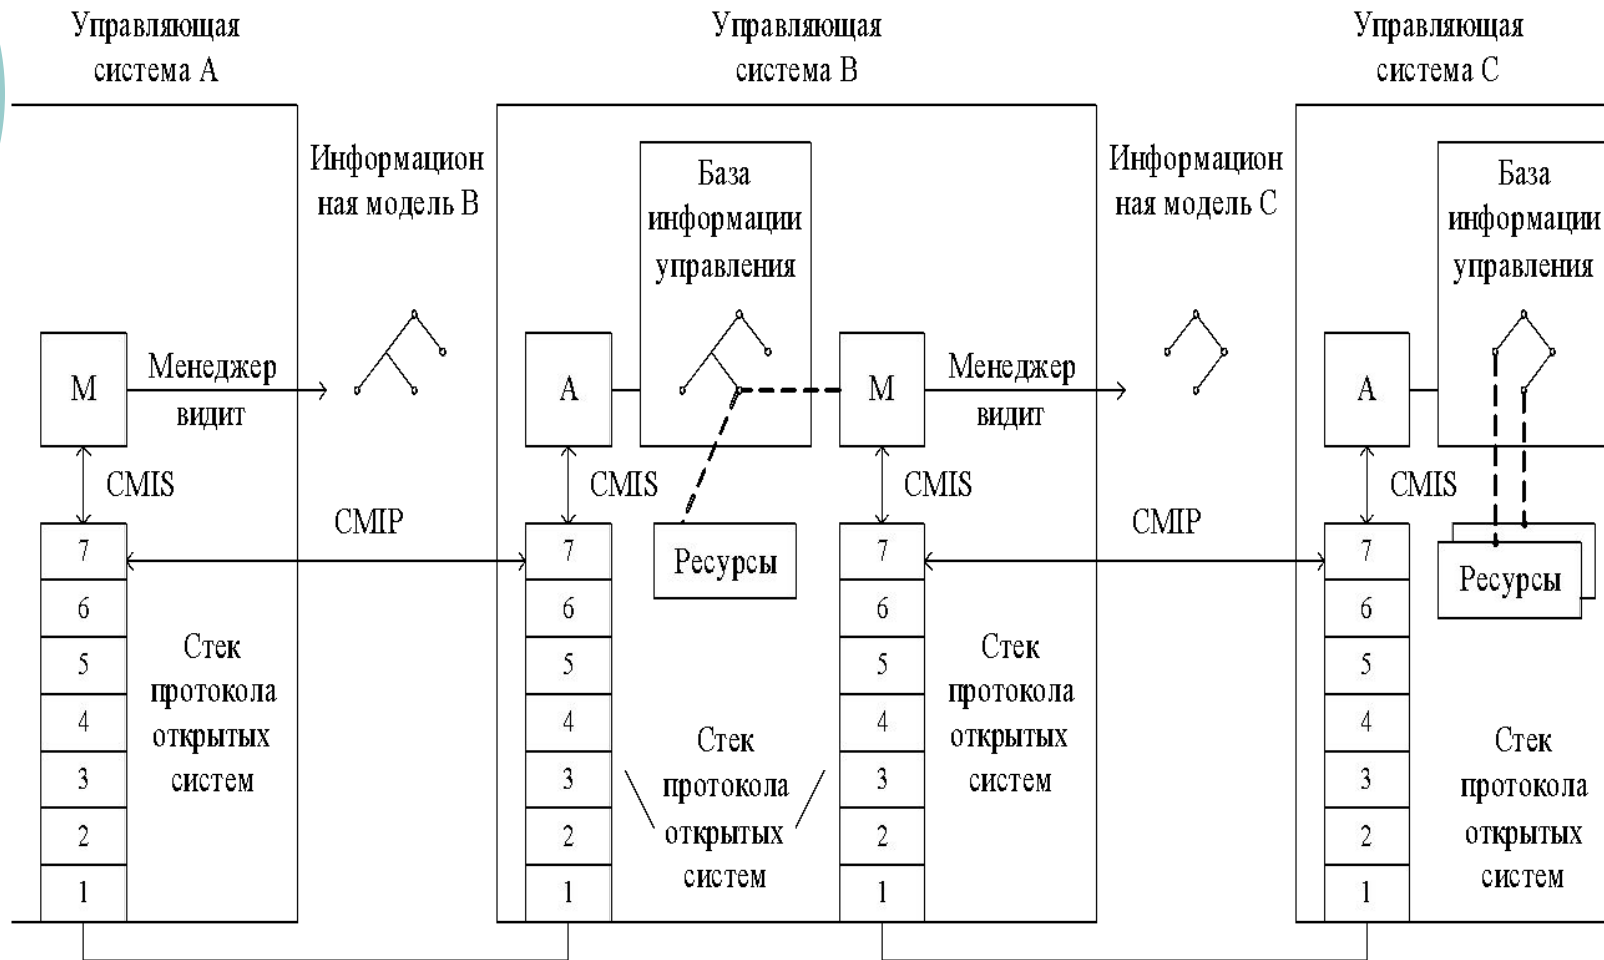 Управляющая
система A
Управляющая
система B
Управляющая
система C
Информацион
ная модель B
База
информации
управления
Информацион
ная модель C
База
информации
управления
M
Менеджер
видит
A
M
Менеджер
видит
A
CMIS
CMIS
CMIS
CMIS
CMIP
CMIP
Ресурсы
Ресурсы
7
6
5
4
3
2
1
Стек
протокола
открытых
систем
7
6
5
4
3
2
1
Стек
протокола
открытых
систем
7
6
5
4
3
2
1
Стек
протокола
открытых
систем
7
6
5
4
3
2
1
Стек
протокола
открытых
систем